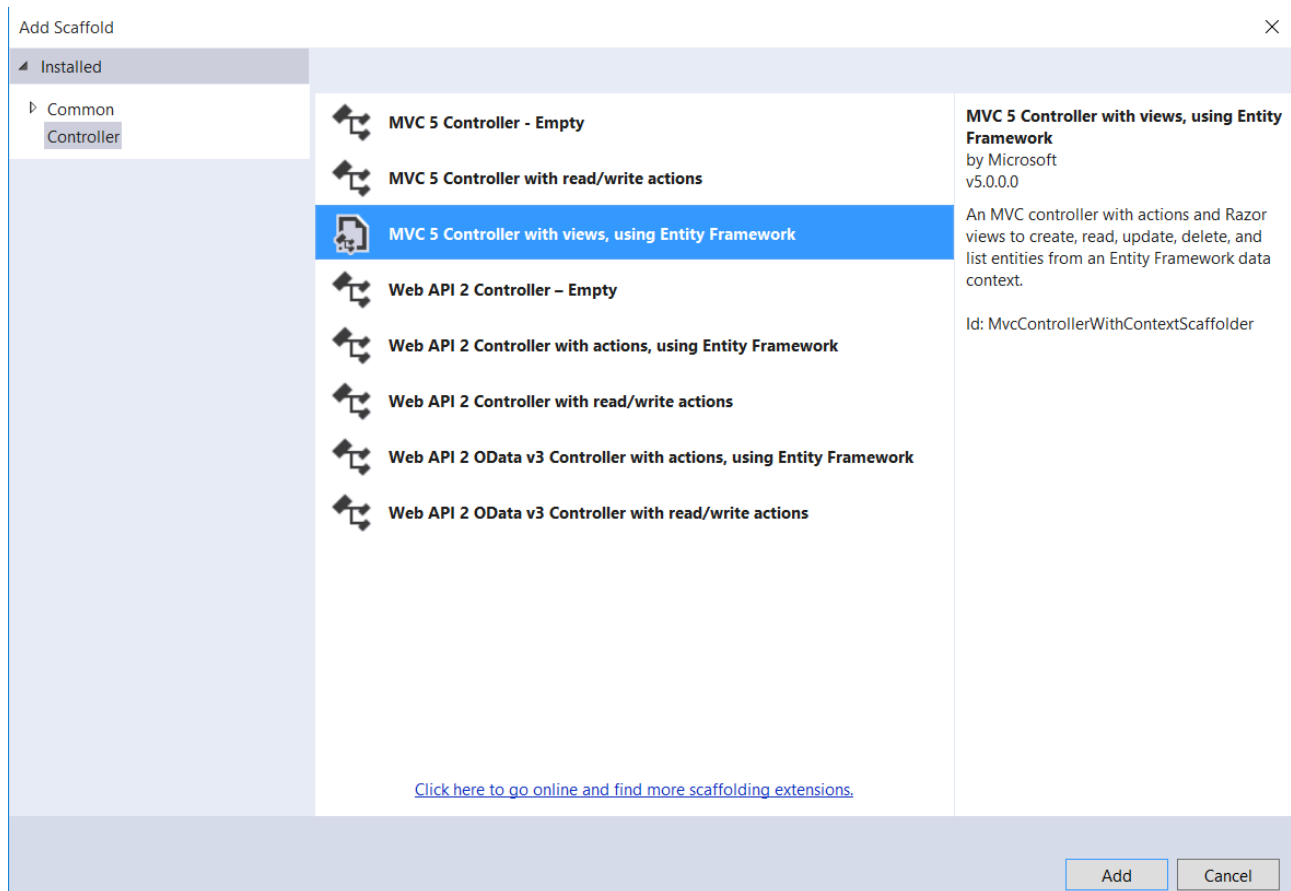 Add Scaffold
Installed
Common
Controller
MVC 5 Controller - Empty
MVC 5 Controller with read/write actions
MVC 5 Controller with views, using Entity Framework
Web API 2 Controller – Empty
Web API 2 Controller with actions, using Entity Framework
Web API 2 Controller with read/write actions
Web API 2 OData v3 Controller with actions, using Entity Framework
Web API 2 OData v3 Controller with read/write actions
Click here to go online and find more scaffolding extensions.
MVC 5 Controller with views, using Entity
Framework
by Microsoft
v5.0.0.0
An MVC controller with actions and Razor
views to create, read, update, delete, and
list entities from an Entity Framework data
context.
Id: MvcControllerWithContextScaffolder
Add
Cancel